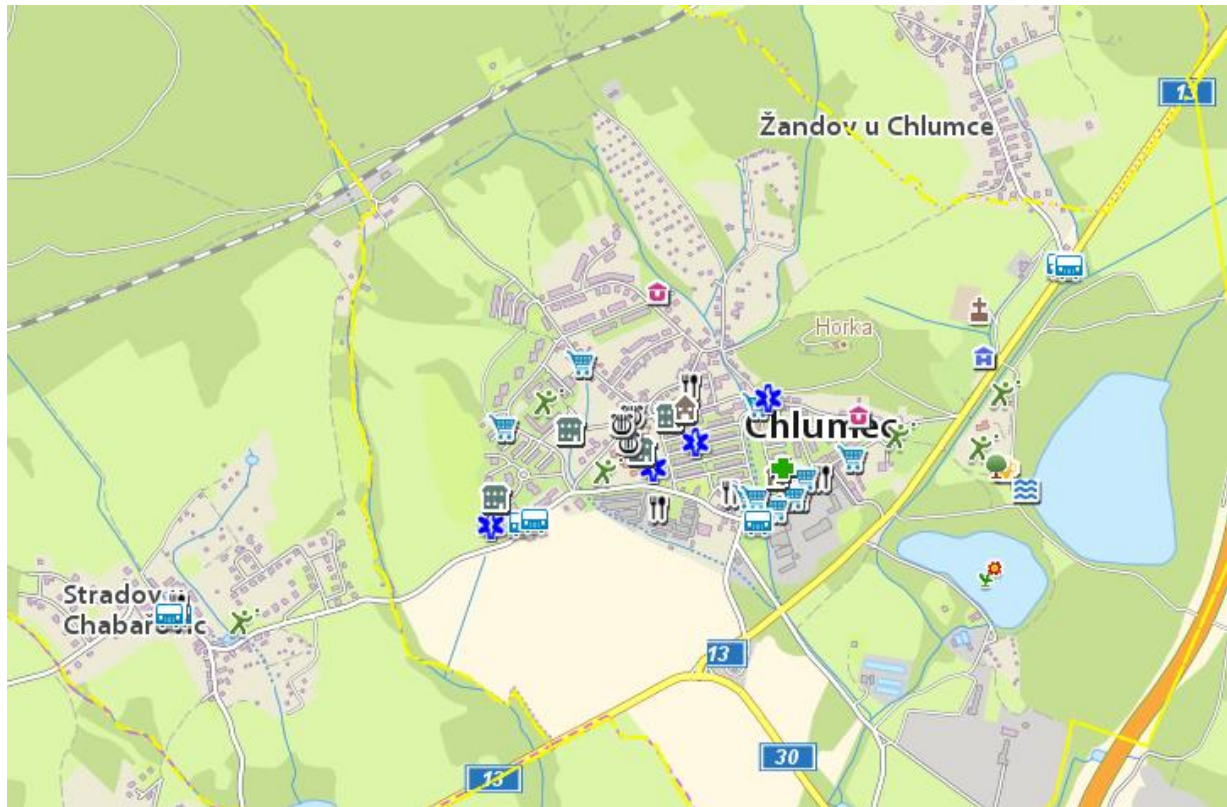 13
Žandov u Chlumce
Horka
Chlumec
Stradov u
Chabařovic
13
30
13